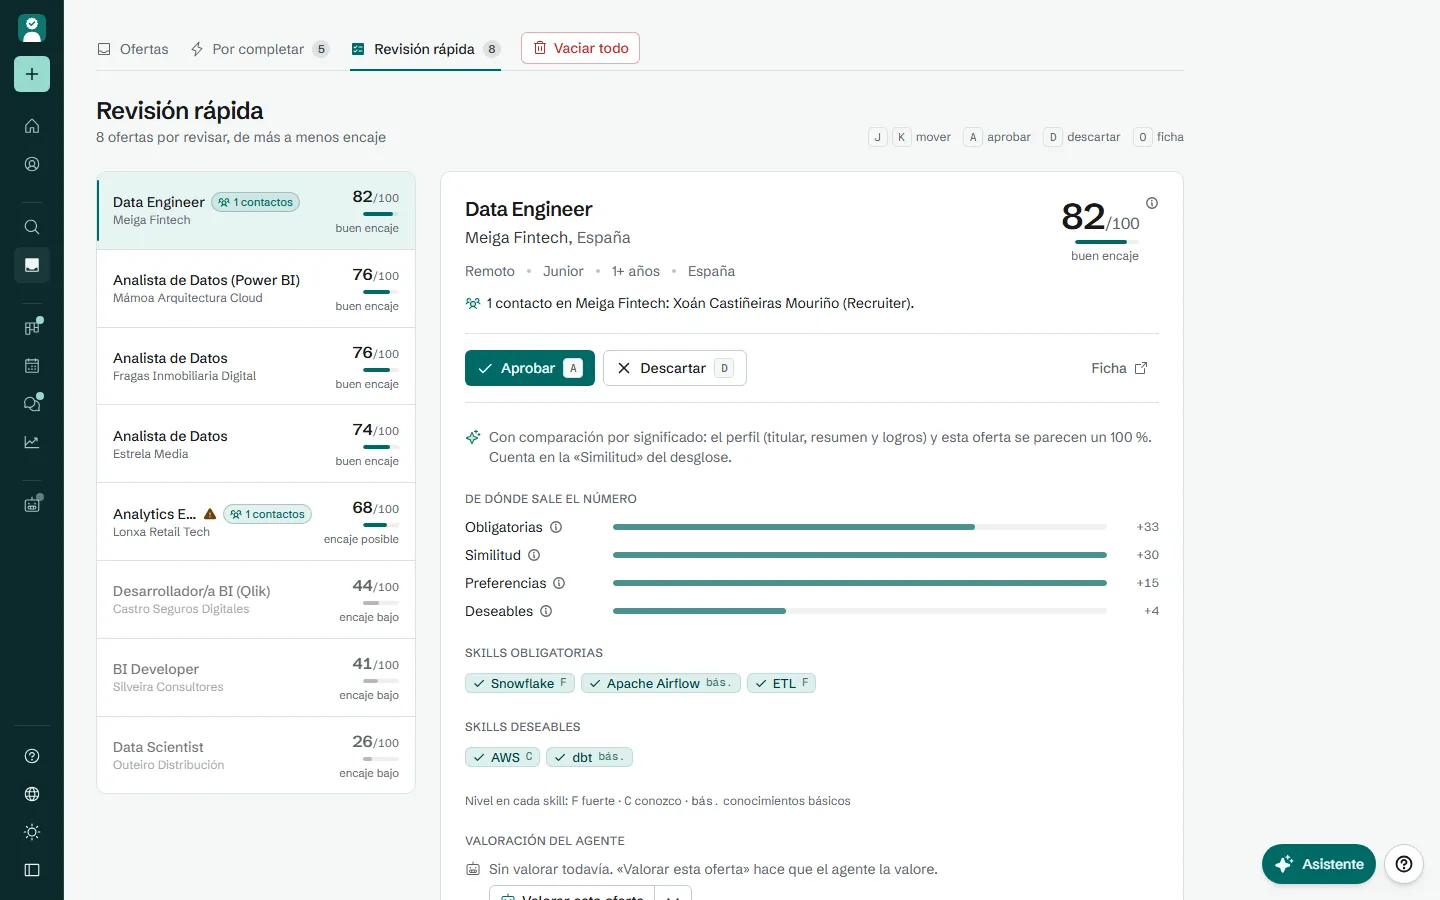 Ofertas
Por completar 5
Revisión rápida 8
Vaciar todo
Revisión rápida
8 ofertas por revisar, de más a menos encaje
J K mover A aprobar D descartar O ficha
Data Engineer 1 contactos 82/100
Meiga Fintech
buen encaje
Analista de Datos (Power BI) 76/100
Mámoa Arquitectura Cloud
buen encaje
Analista de Datos 76/100
Fragas Inmobiliaria Digital
buen encaje
Analista de Datos 74/100
Estrela Media
buen encaje
Analytics E... 1 contactos 68/100
Lonxa Retail Tech
encaje posible
Desarrollador/a BI (Qlik) 44/100
Castro Seguros Digitales
encaje bajo
BI Developer 41/100
Silveira Consultores
encaje bajo
Data Scientist 26/100
Outeiro Distribución
encaje bajo
Data Engineer
Meiga Fintech, España
82/100
buen encaje
Remoto • Junior • 1+ años • España
1 contacto en Meiga Fintech: Xoán Castiñeiras Mouriño (Recruiter).
Aprobar A
Descartar D
Ficha
Con comparación por significado: el perfil (titular, resumen y logros) y esta oferta se parecen un 100 %.
Cuenta en la «Similitud» del desglose.
DE DÓNDE SALE EL NÚMERO
Obligatorias +33
Similitud +30
Preferencias +15
Deseables +4
SKILLS OBLIGATORIAS
Snowflake F Apache Airflow bás. ETL F
SKILLS DESEABLES
AWS C dbt bás.
Nivel en cada skill: F fuerte · C conozco · bás. conocimientos básicos
VALORACIÓN DEL AGENTE
Sin valorar todavía. «Valorar esta oferta» hace que el agente la valore.
Valorar esta oferta
Asistente